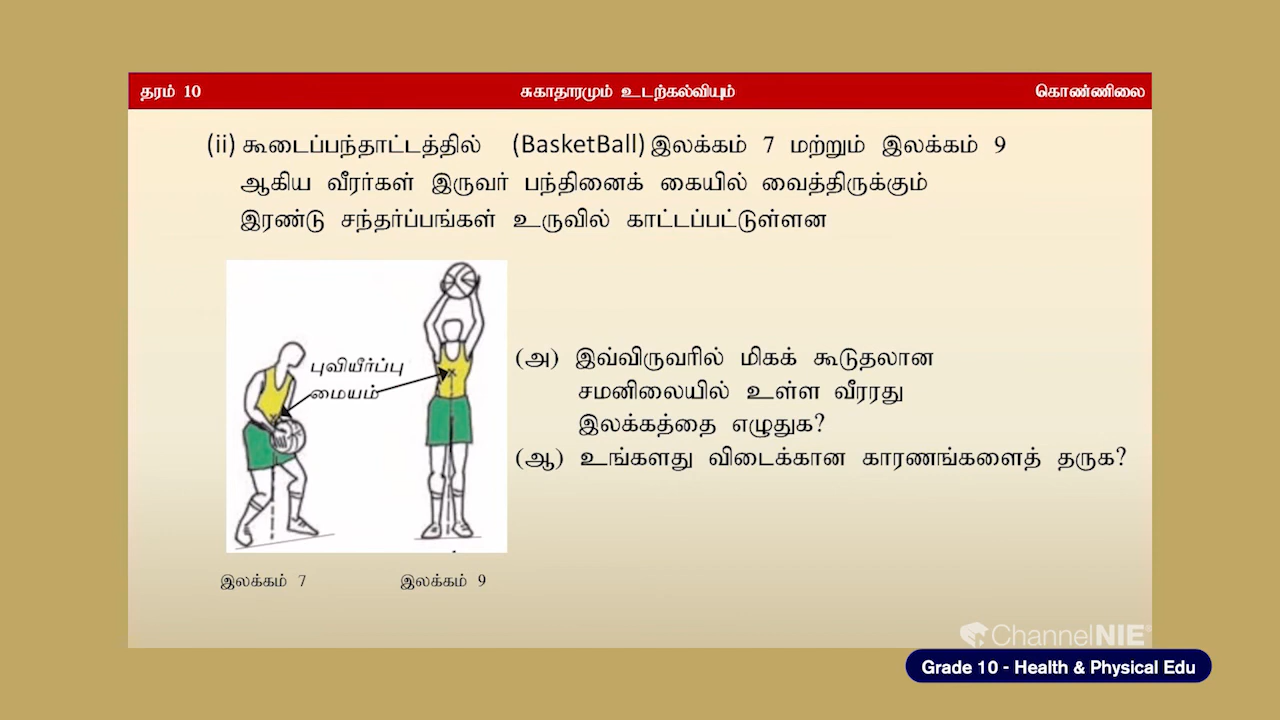 தரம் 10 சுகாதாரமும் உடற்கல்வியும் கொண்ணிலை
(ii) கூடைப்பந்தாட்டத்தில் (BasketBall) இலக்கம் 7 மற்றும் இலக்கம் 9
ஆகிய வீரர்கள் இருவர் பந்தினைக் கையில் வைத்திருக்கும்
இரண்டு சந்தர்ப்பங்கள் உருவில் காட்டப்பட்டுள்ளன
புவியீர்ப்பு
மையம்
(அ) இவ்விருவரில் மிகக் கூடுதலான
சமனிலையில் உள்ள வீரரது
இலக்கத்தை எழுதுக?
(ஆ) உங்களது விடைக்கான காரணங்களைத் தருக?
இலக்கம் 7 இலக்கம் 9
ChannelNIE
Grade 10 - Health & Physical Edu